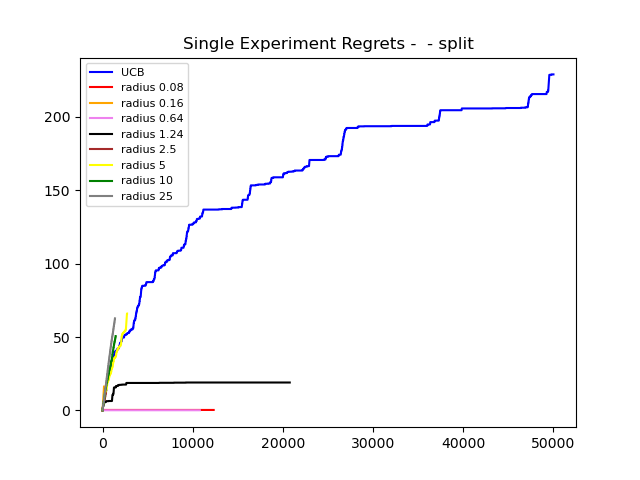 Single Experiment Regrets -  - split
UCB
radius 0.08
radius 0.16
radius 0.64
radius 1.24
radius 2.5
radius 5
radius 10
radius 25
200
150
100
50
0
0 10000 20000 30000 40000 50000